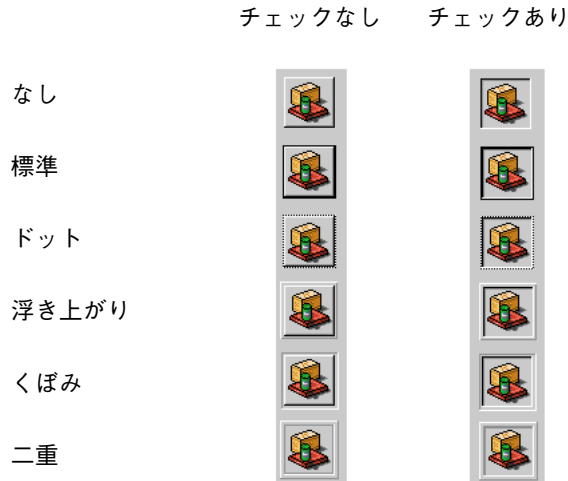 チェックなし チェックあり
なし
標準
ドット
浮き上がり
くぼみ
二重